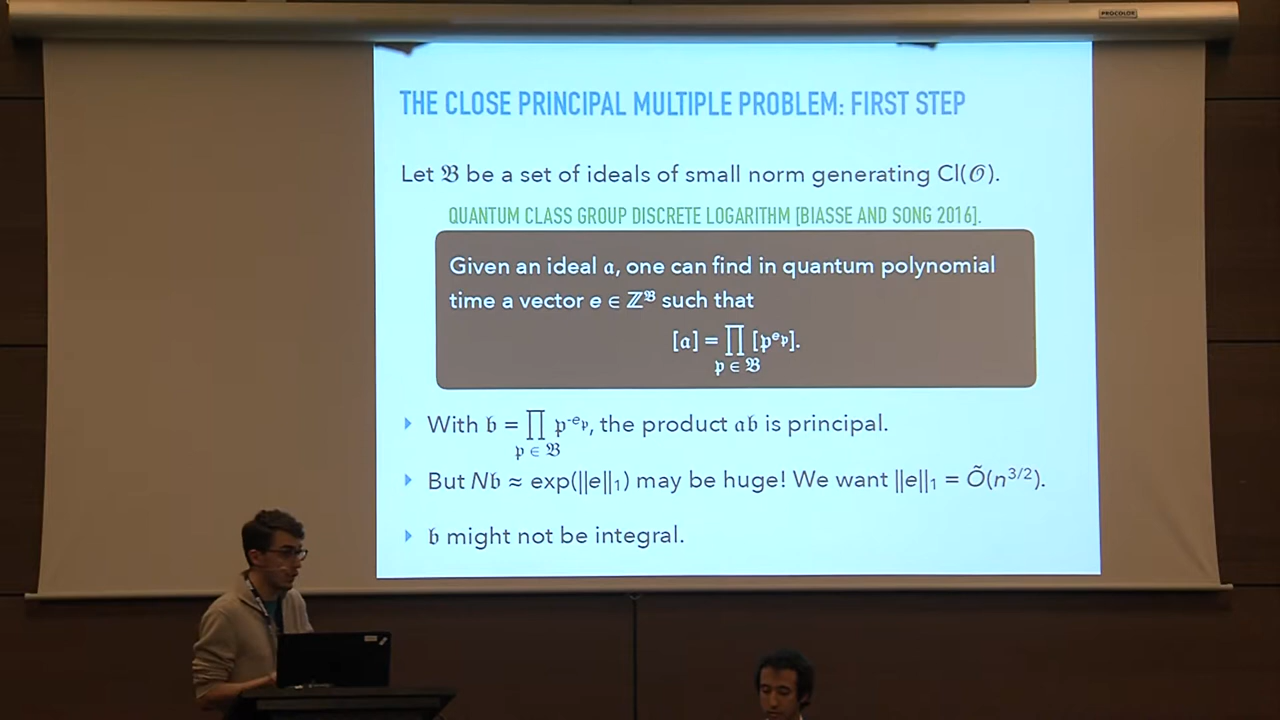 PROCOLOR
THE CLOSE PRINCIPAL MULTIPLE PROBLEM: FIRST STEP
Let 𝔅 be a set of ideals of small norm generating Cl(𝒪).
QUANTUM CLASS GROUP DISCRETE LOGARITHM [BIASSE AND SONG 2016].
Given an ideal 𝔞, one can find in quantum polynomial
time a vector e ∈ ℤ^𝔅 such that
[𝔞] = ∏ [𝔭^e𝔭].
𝔭 ∈ 𝔅
‣ With 𝔟 = ∏ 𝔭^-e𝔭, the product 𝔞𝔟 is principal.
𝔭 ∈ 𝔅
‣ But N𝔟 ≈ exp(||e||₁) may be huge! We want ||e||₁ = Õ(n^3/2).
‣ 𝔟 might not be integral.